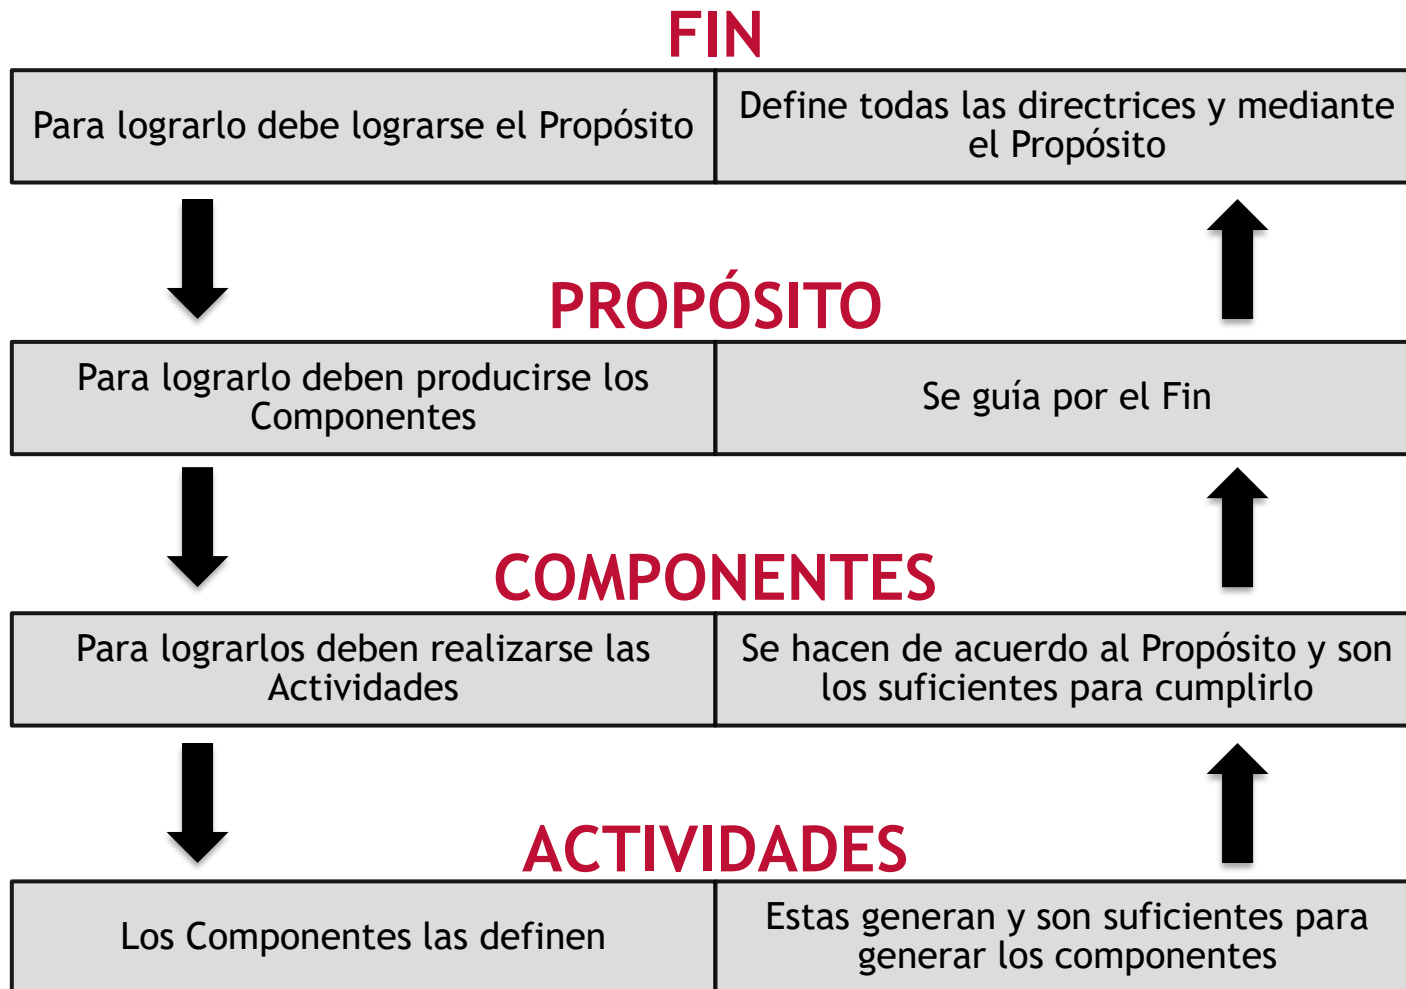 FIN
Para lograrlo debe lograrse el Propósito
Define todas las directrices y mediante
el Propósito
PROPÓSITO
Para lograrlo deben producirse los
Componentes
Se guía por el Fin
COMPONENTES
Para lograrlos deben realizarse las
Actividades
Se hacen de acuerdo al Propósito y son
los suficientes para cumplirlo
ACTIVIDADES
Los Componentes las definen
Estas generan y son suficientes para
generar los componentes